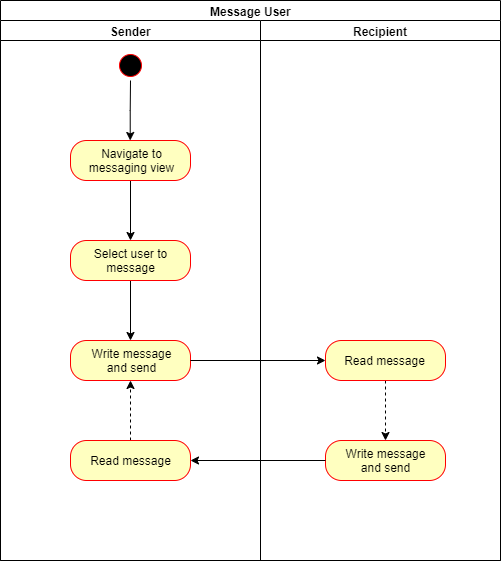 Message User
Sender
Recipient
Navigate to
messaging view
Select user to
message
Write message
and send
Read message
Read message
Write message
and send